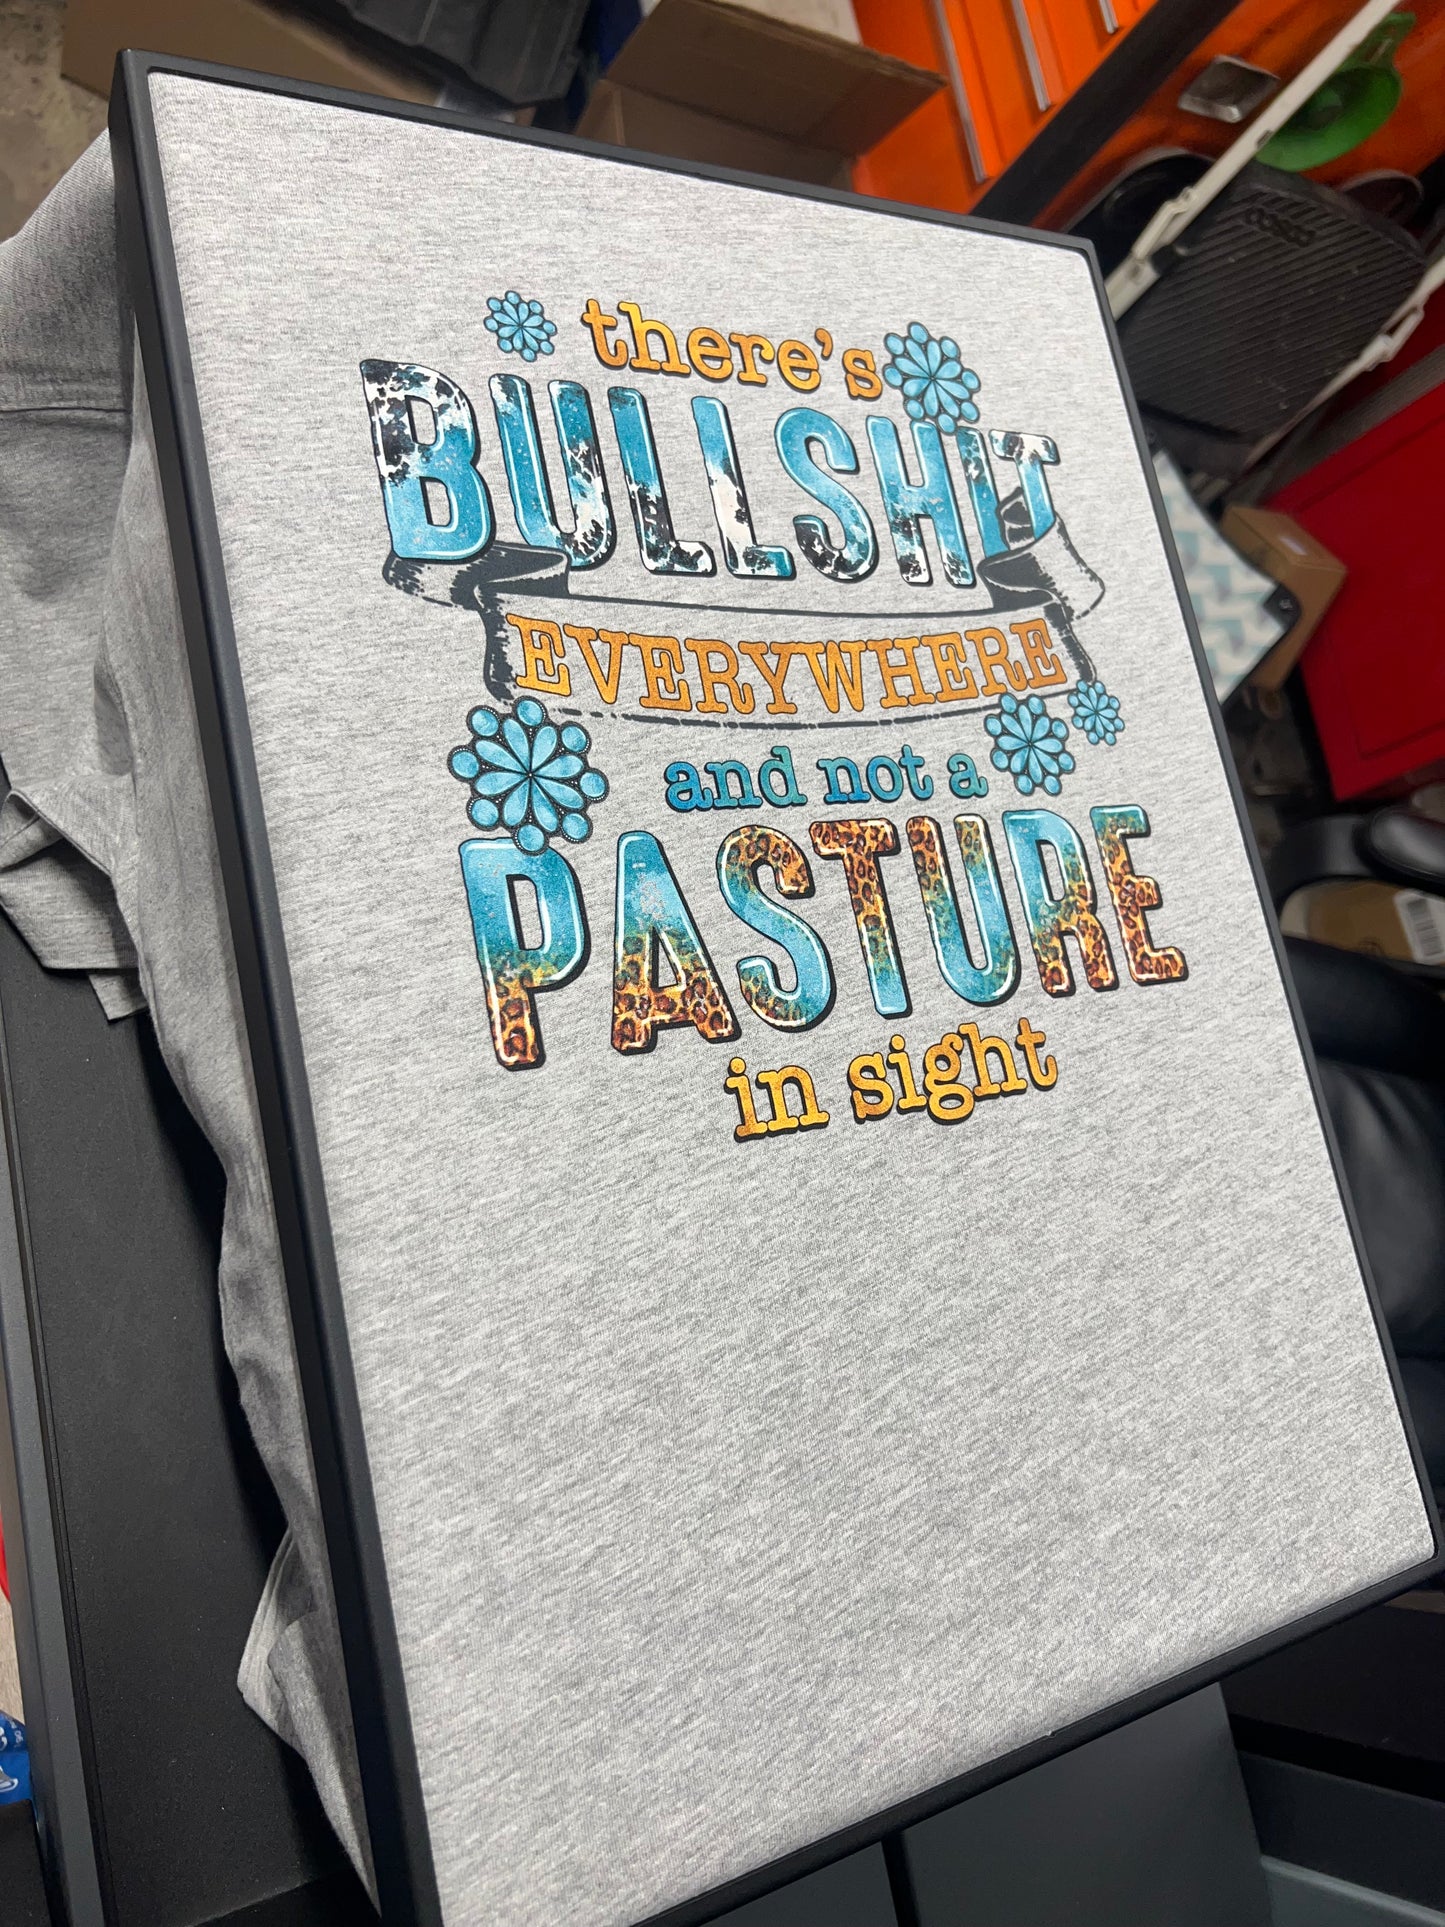 there's
BULLSHIT
EVERYWHERE
and not a
PASTURE
in sight